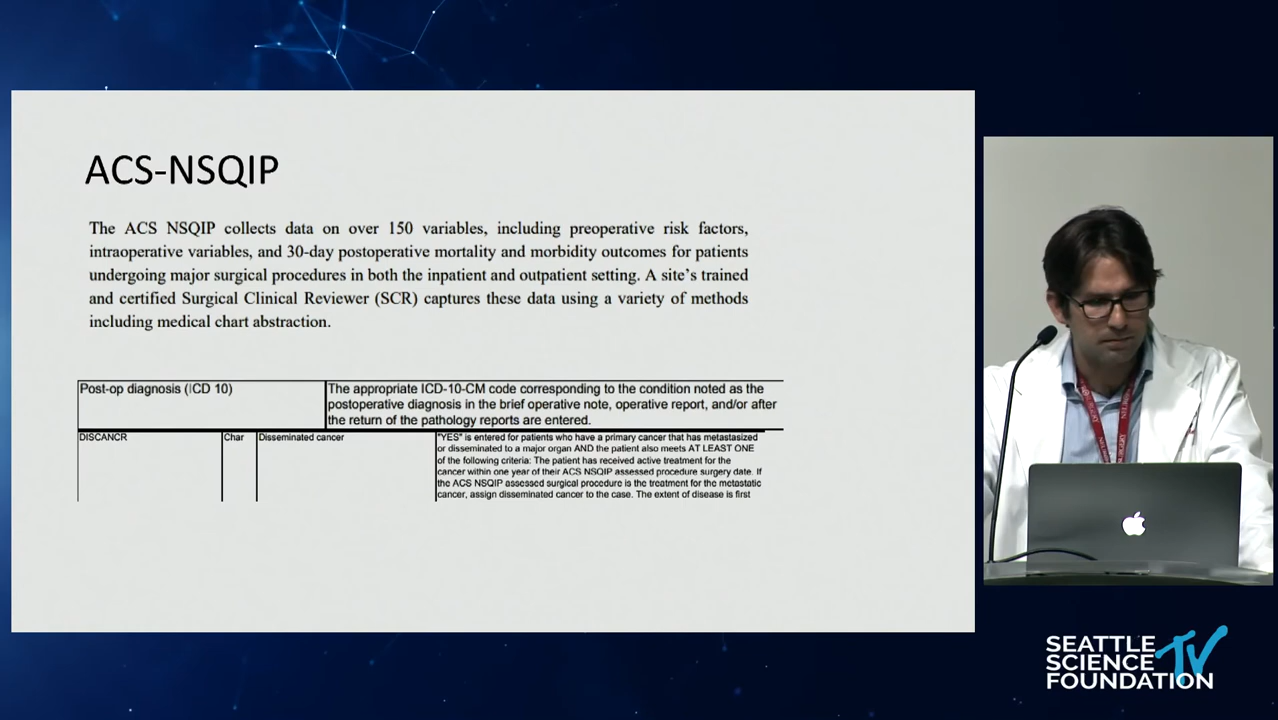 ACS-NSQIP
The ACS NSQIP collects data on over 150 variables, including preoperative risk factors,
intraoperative variables, and 30-day postoperative mortality and morbidity outcomes for patients
undergoing major surgical procedures in both the inpatient and outpatient setting. A site's trained
and certified Surgical Clinical Reviewer (SCR) captures these data using a variety of methods
including medical chart abstraction.
Post-op diagnosis (ICD 10)
The appropriate ICD-10-CM code corresponding to the condition noted as the
postoperative diagnosis in the brief operative note, operative report, and/or after
the return of the pathology reports are entered.
DISCANCR
Char
Disseminated cancer
"YES" is entered for patients who have a primary cancer that has metastasized
or disseminated to a major organ AND the patient also meets AT LEAST ONE
of the following criteria: The patient has received active treatment for the
cancer within one year of their ACS NSQIP assessed procedure surgery date. If
the ACS NSQIP assessed surgical procedure is the treatment for the metastatic
cancer, assign disseminated cancer to the case. The extent of disease is first
SEATTLE
SCIENCE
FOUNDATION
TV